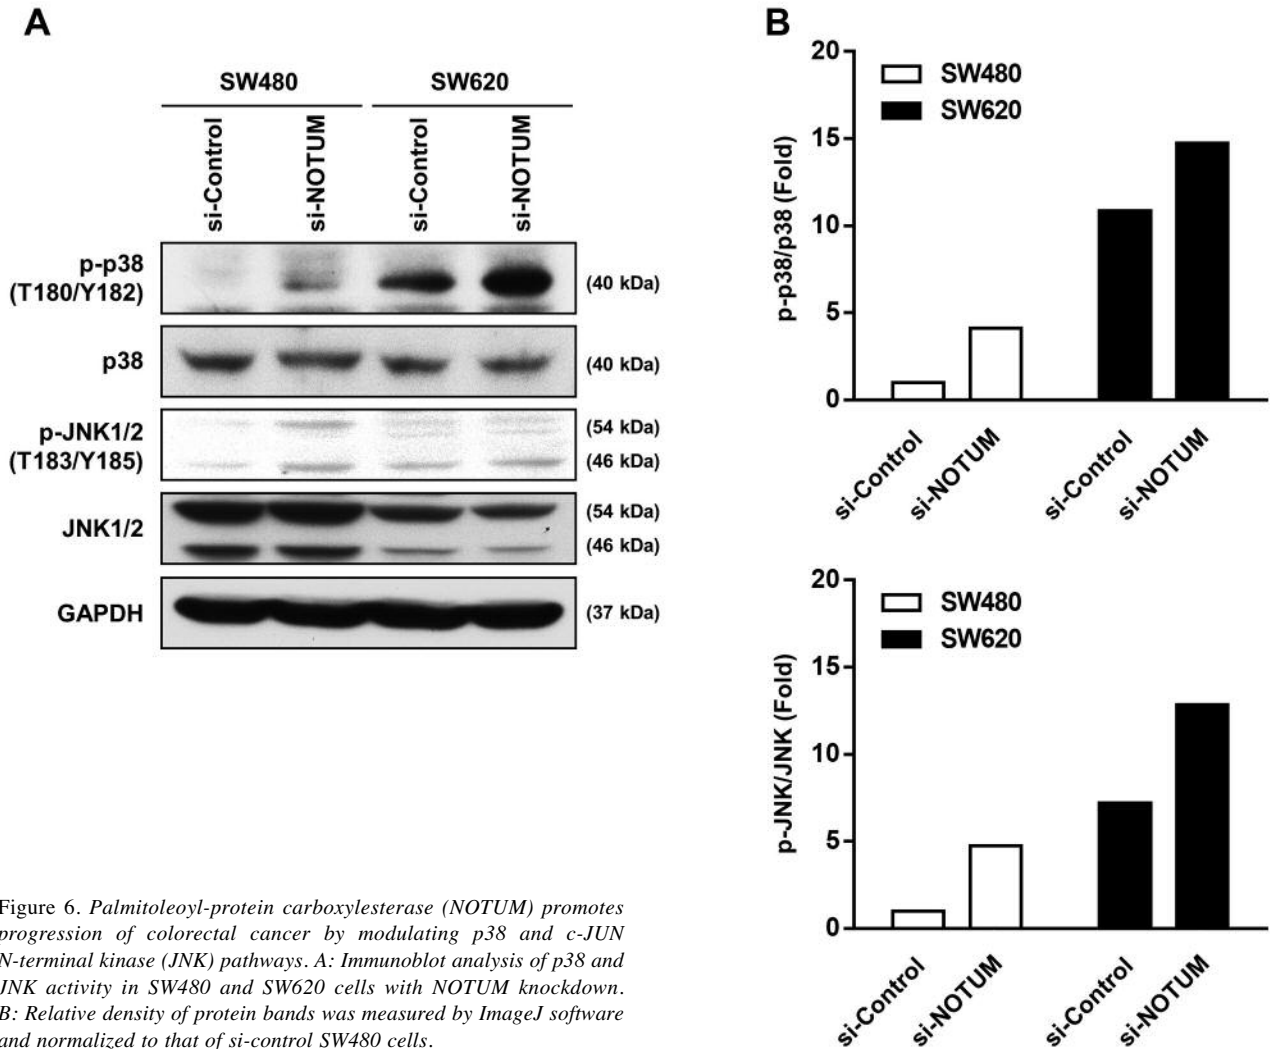 A
SW480 SW620
si-Control si-NOTUM si-Control si-NOTUM
p-p38
(T180/Y182)
(40 kDa)
p38
(40 kDa)
p-JNK1/2
(T183/Y185)
(54 kDa)
(46 kDa)
JNK1/2
(54 kDa)
(46 kDa)
GAPDH
(37 kDa)
B
20
15
10
5
0
p-p38/p38 (Fold)
SW480
SW620
si-Control si-NOTUM si-Control si-NOTUM
20
15
10
5
0
p-JNK/JNK (Fold)
SW480
SW620
si-Control si-NOTUM si-Control si-NOTUM
Figure 6. Palmitoleoyl-protein carboxylesterase (NOTUM) promotes
progression of colorectal cancer by modulating p38 and c-JUN
N-terminal kinase (JNK) pathways. A: Immunoblot analysis of p38 and
JNK activity in SW480 and SW620 cells with NOTUM knockdown.
B: Relative density of protein bands was measured by ImageJ software
and normalized to that of si-control SW480 cells.